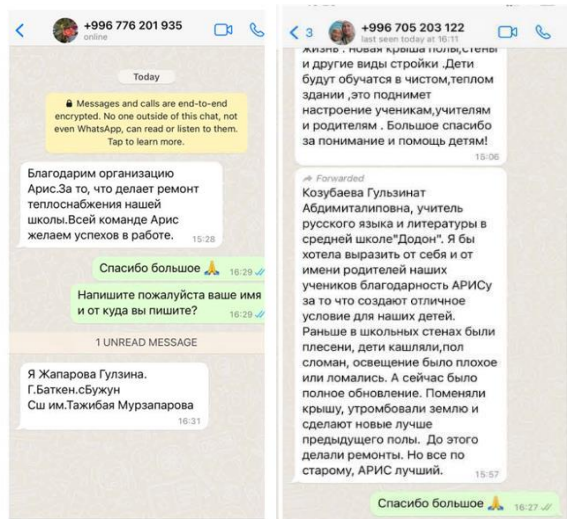 +996 776 201 935
online
Today
Messages and calls are end-to-end
encrypted. No one outside of this chat, not
even WhatsApp, can read or listen to them.
Tap to learn more.
Благодарим организацию
Арис.За то, что делает ремонт
теплоснабжения нашей
школы.Всей команде Арис
желаем успехов в работе.
15:28
Спасибо большое 🙏
16:29
Напишите пожалуйста ваше имя
и от куда вы пишите?
16:29
1 UNREAD MESSAGE
Я Жапарова Гулзина.
Г.Баткен.сБужун
Сш им.Тажибая Мурзапарова
16:31
3
+996 705 203 122
last seen today at 16:11
жизнь . Новая крыша полы,стены
и другие виды стройки .Дети
будут обучатся в чистом,теплом
здании ,это поднимет
настроение ученикам,учителям
и родителям . Большое спасибо
за понимание и помощь детям!
15:06
Forwarded
Козубаева Гульзинат
Абдимиталиповна, учитель
русского языка и литературы в
средней школе"Додон". Я бы
хотела выразить от себя и от
имени родителей наших
учеников благодарность АРИСу
за то что создают отличное
условие для наших детей.
Раньше в школьных стенах были
плесени, дети кашляли,пол
сломан, освещение было плохое
или ломались. А сейчас было
полное обновление. Поменяли
крышу, утромбовали землю и
сделают новые лучше
предыдущего полы. До этого
делали ремонты. Но все по
старому, АРИС лучший.
15:57
Спасибо большое 🙏
16:27